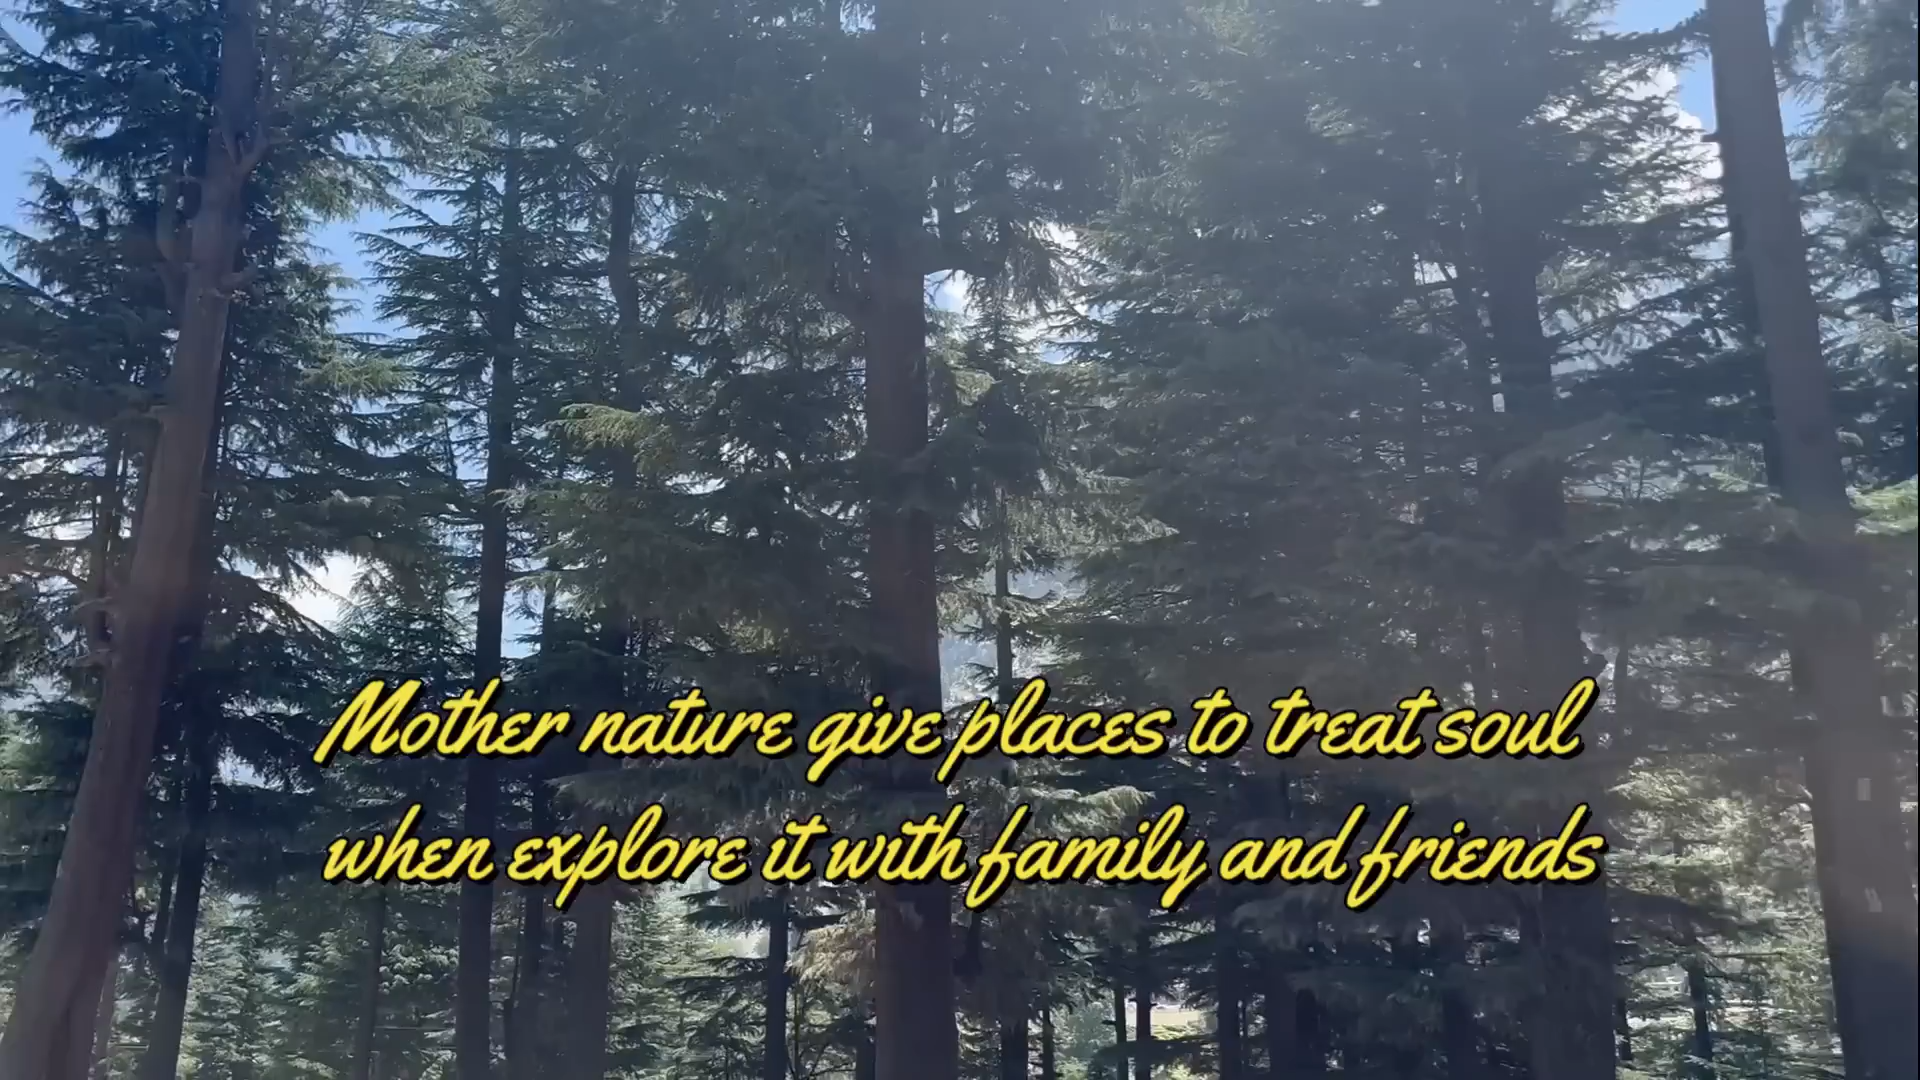 Mother nature give places to treat soul
when explore it with family and friends